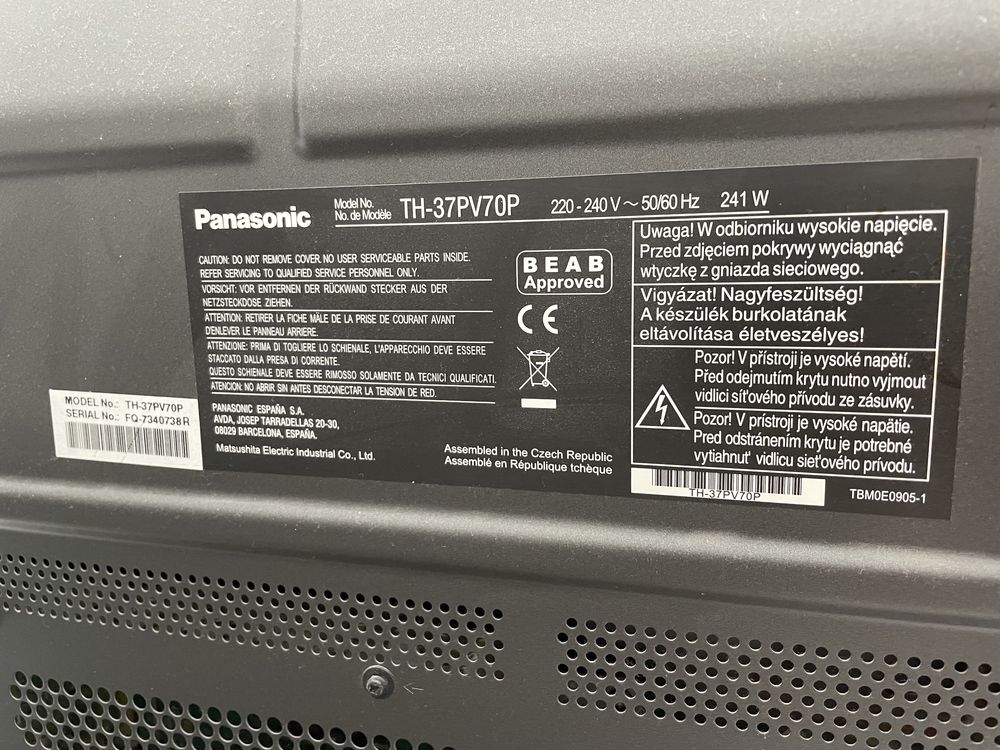 Panasonic
Model No.
No. de Modèle
TH-37PV70P
220 - 240 V ~ 50/60 Hz
241 W
CAUTION: DO NOT REMOVE COVER. NO USER SERVICEABLE PARTS INSIDE.
REFER SERVICING TO QUALIFIED SERVICE PERSONNEL ONLY.
VORSICHT: VOR ENTFERNEN DER RÜCKWAND STECKER AUS DER
NETZSTECKDOSE ZIEHEN.
ATTENTION: RETIRER LA FICHE MÂLE DE LA PRISE DE COURANT AVANT
D'ENLEVER LE PANNEAU ARRIERE.
ATTENZIONE: PRIMA DI TOGLIERE LO SCHIENALE, L'APPARECCHIO DEVE ESSERE
STACCATO DALLA PRESA DI CORRENTE.
QUESTO SCHIENALE DEVE ESSERE RIMOSSO SOLAMENTE DA TECNICI QUALIFICATI.
ATENCION: NO ABRIR SIN ANTES DESCONECTAR LA TENSION DE RED.
PANASONIC ESPAÑA S.A.
AVDA, JOSEP TARRADELLAS 20-30,
08029 BARCELONA, ESPAÑA.
Matsushita Electric Industrial Co., Ltd.
BEAB
Approved
CE
Assembled in the Czech Republic
Assemblé en République tchèque
Uwaga! W odbiorniku wysokie napięcie.
Przed zdjęciem pokrywy wyciągnąć
wtyczkę z gniazda sieciowego.
Vigyázat! Nagyfeszültség!
A készülék burkolatának
eltávolítása életveszélyes!
Pozor! V přístroji je vysoké napětí.
Před odejmutím krytu nutno vyjmout
vidlici síťového přívodu ze zásuvky.
Pozor! V prístroji je vysoké napätie.
Pred odstránením krytu je potrebné
vytiahnuť vidlicu sieťového prívodu.
TH-37PV70P
TBM0E0905-1
MODEL No.: TH-37PV70P
SERIAL No.: FQ-7340738R